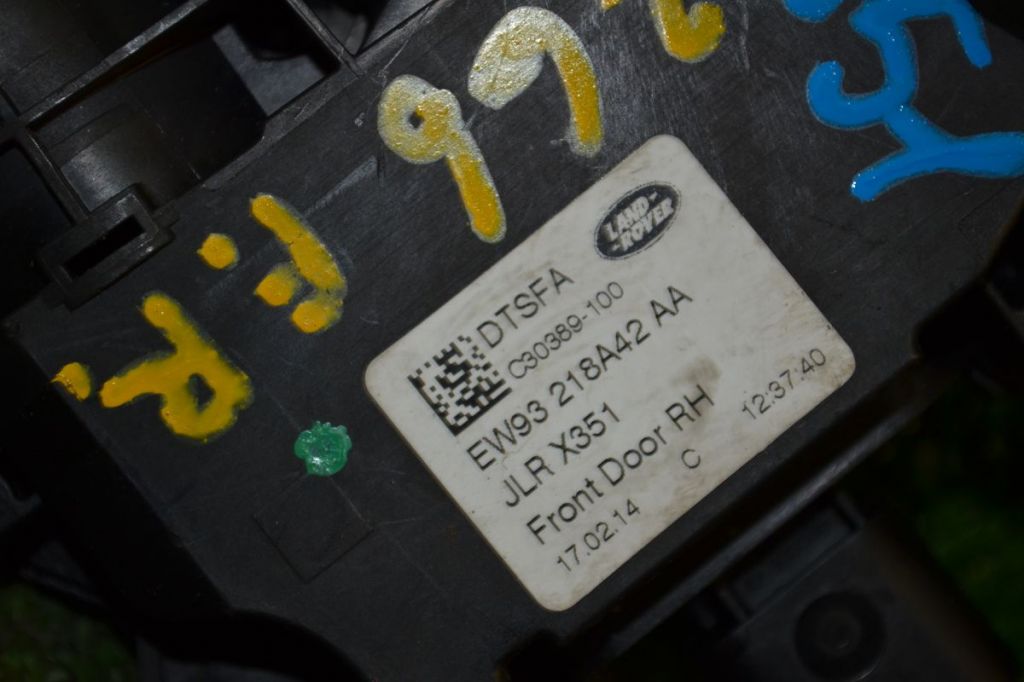 LAND-
-ROVER
DTSFA
C30389-100
EW93 218A42 AA
JLR X351
Front Door RH
17.02.14 C 12:37:40